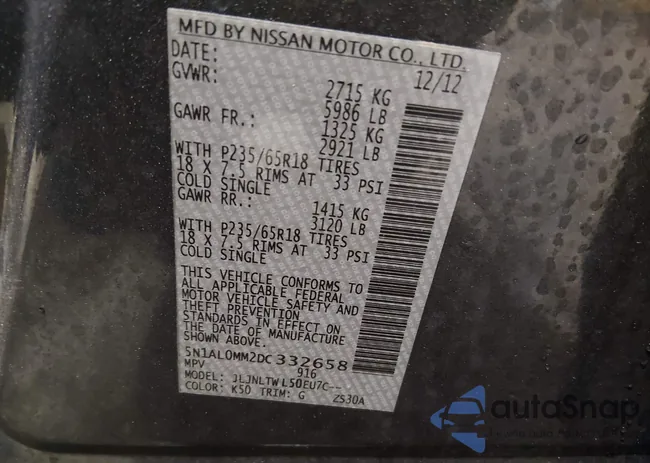 MFD BY NISSAN MOTOR CO., LTD.
DATE: 12/12
GVWR: 2715 KG
5986 LB
GAWR FR.: 1325 KG
2921 LB
WITH P235/65R18 TIRES
18 X 7.5 RIMS AT 33 PSI
COLD SINGLE
GAWR RR.: 1415 KG
3120 LB
WITH P235/65R18 TIRES
18 X 7.5 RIMS AT 33 PSI
COLD SINGLE
THIS VEHICLE CONFORMS TO
ALL APPLICABLE FEDERAL
MOTOR VEHICLE SAFETY AND
THEFT PREVENTION
STANDARDS IN EFFECT ON
THE DATE OF MANUFACTURE
SHOWN ABOVE.
5N1AL0MM2DC332658
MPV 916
MODEL: JLJNLTWL50EU7C--
COLOR: K50 TRIM: G ZS30A
autoSnap